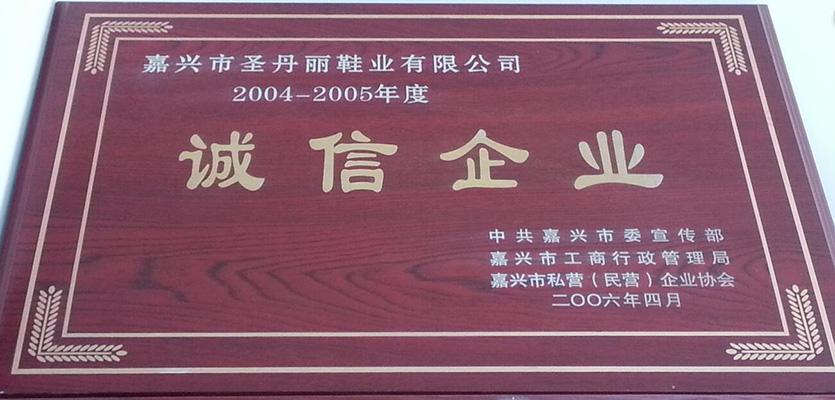 嘉兴市圣丹丽鞋业有限公司
2004-2005年度
诚信企业
中共嘉兴市委宣传部
嘉兴市工商行政管理局
嘉兴市私营(民营)企业协会
二〇〇六年四月